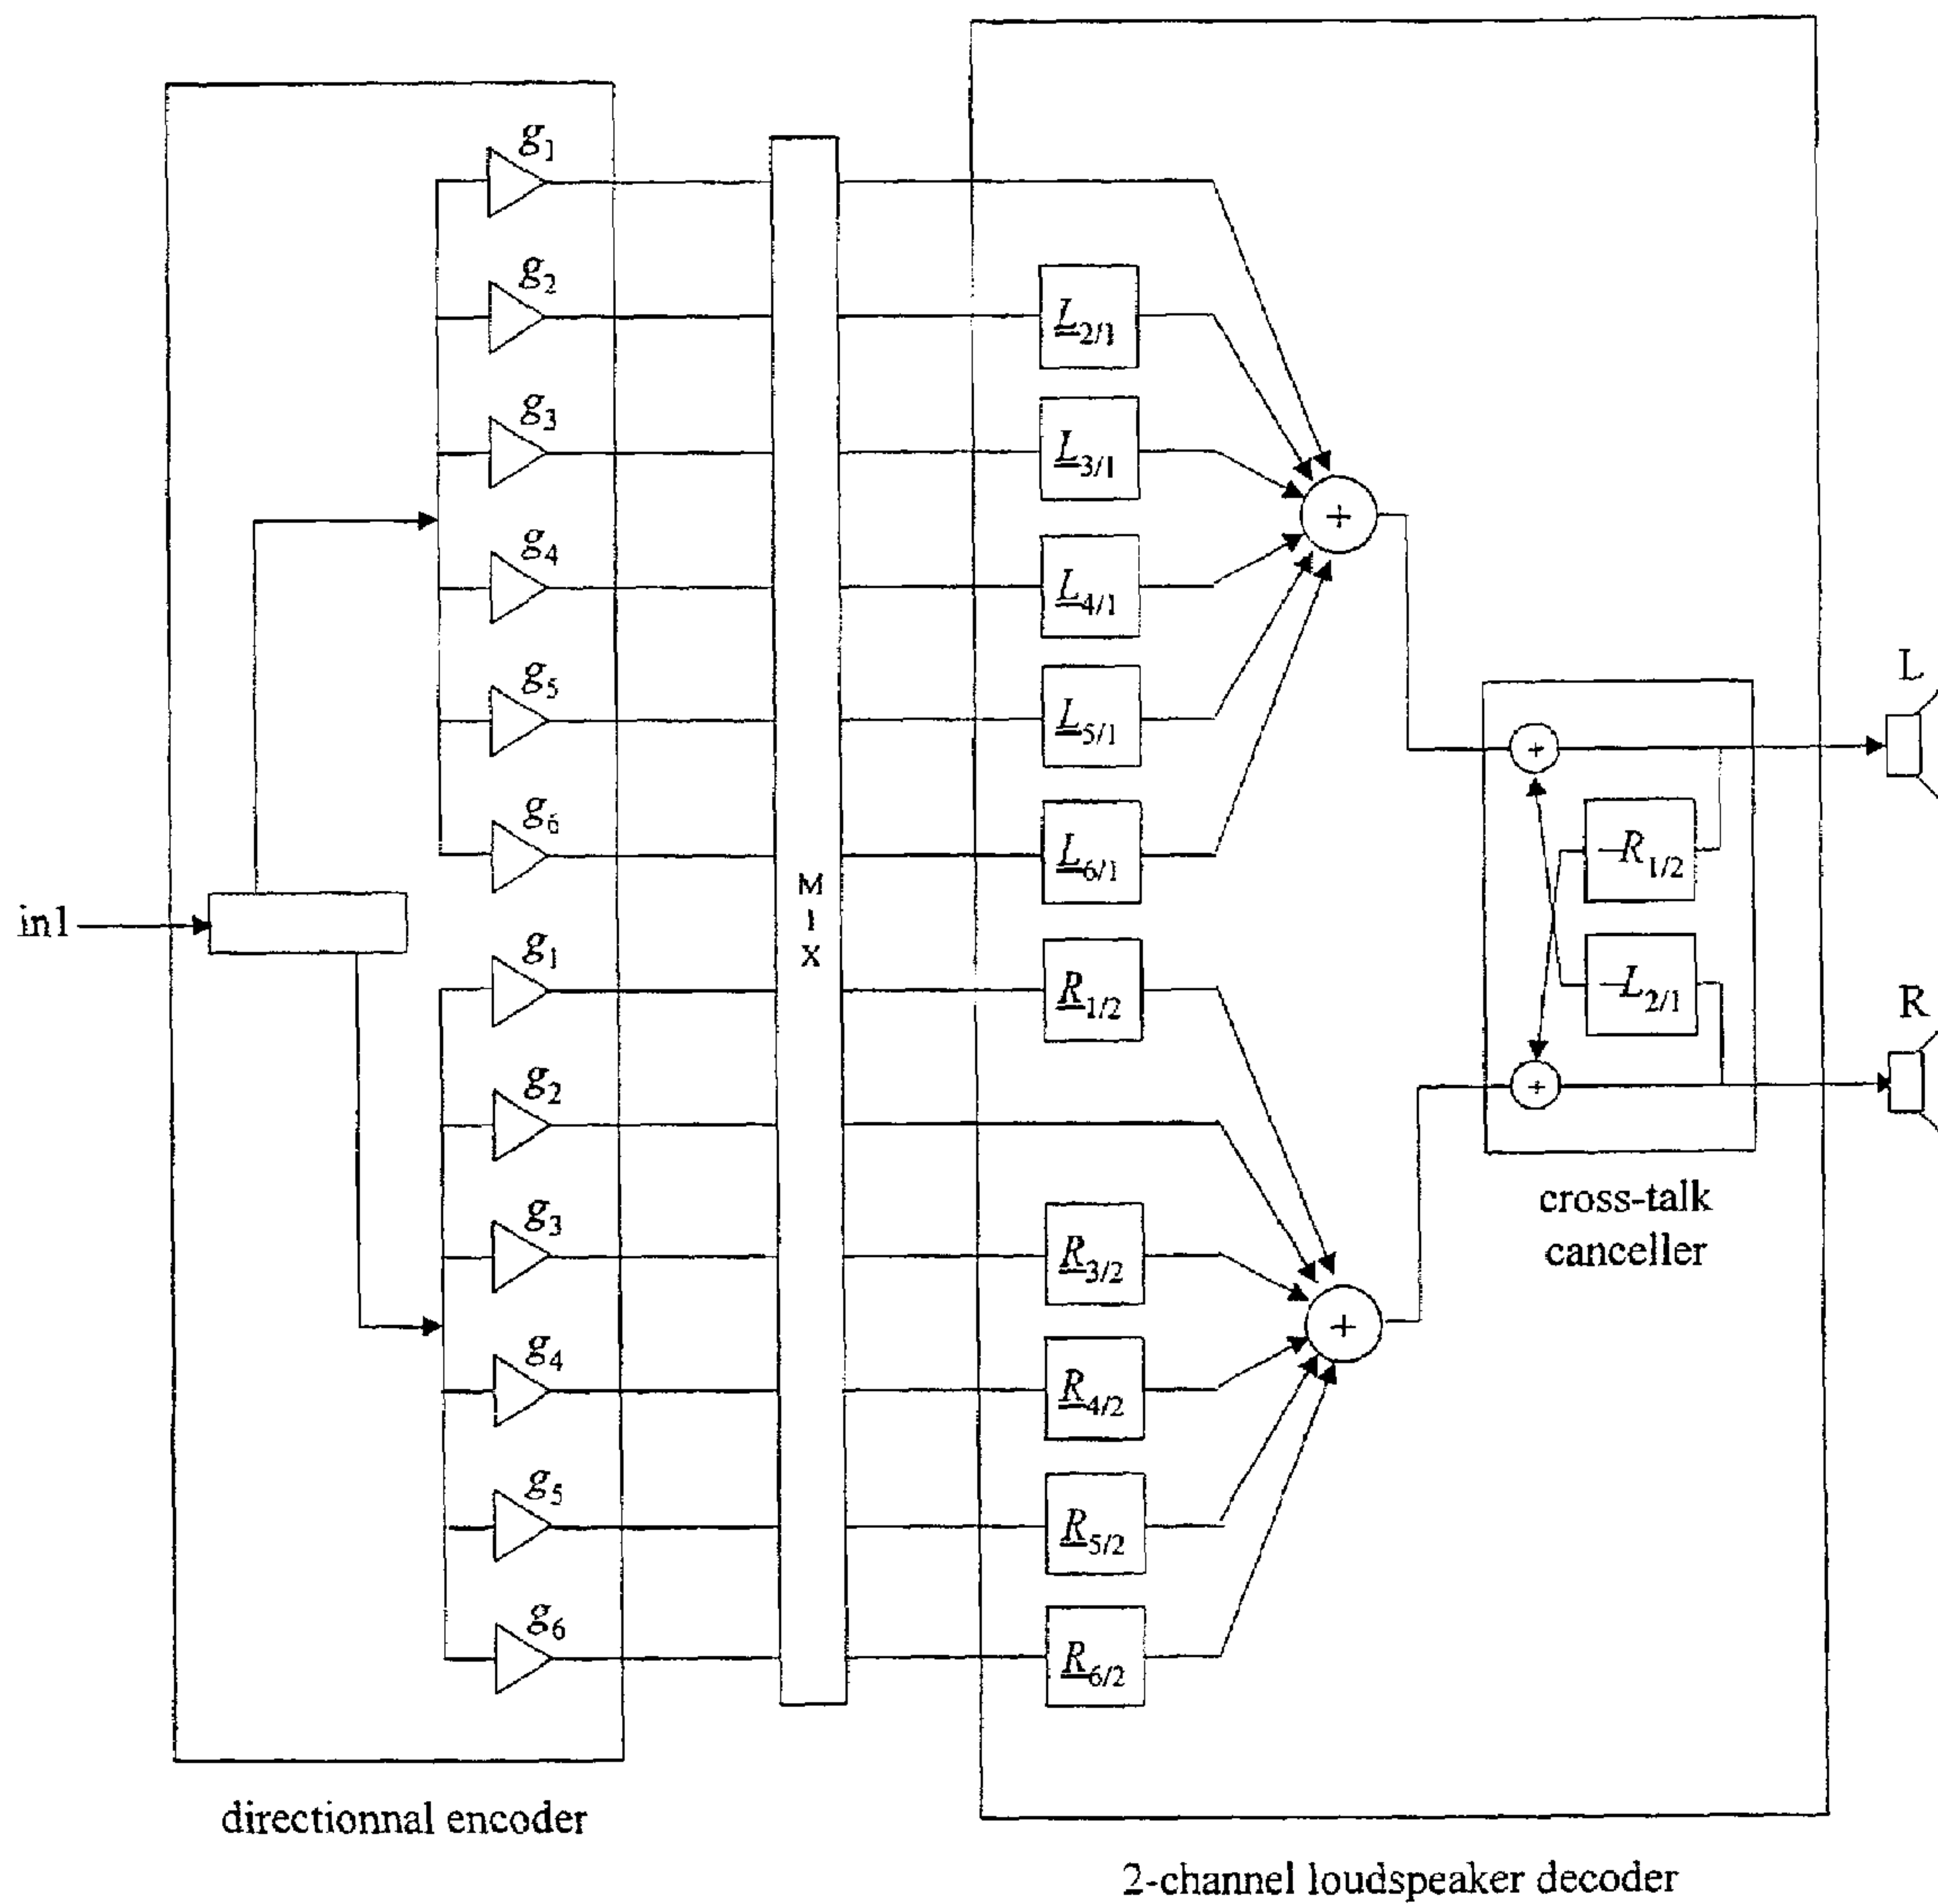 g1
g2
L2/1
g3
L3/1
g4
L4/1
g5
L5/1
g6
L6/1
M
I
X
in1
g1
R1/2
g2
g3
R3/2
g4
R4/2
g5
R5/2
g6
R6/2
+
+
+
+
–R1/2
–L2/1
L
R
cross-talk
canceller
directionnal encoder
2-channel loudspeaker decoder